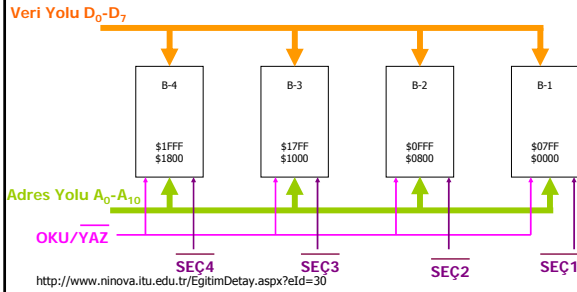 Veri Yolu D0-D7
B-4 B-3 B-2 B-1
$1FFF $17FF $0FFF $07FF
$1800 $1000 $0800 $0000
Adres Yolu A0-A10
OKU/YAZ
SEÇ4 SEÇ3 SEÇ2 SEÇ1
http://www.ninova.itu.edu.tr/EgitimDetay.aspx?eId=30